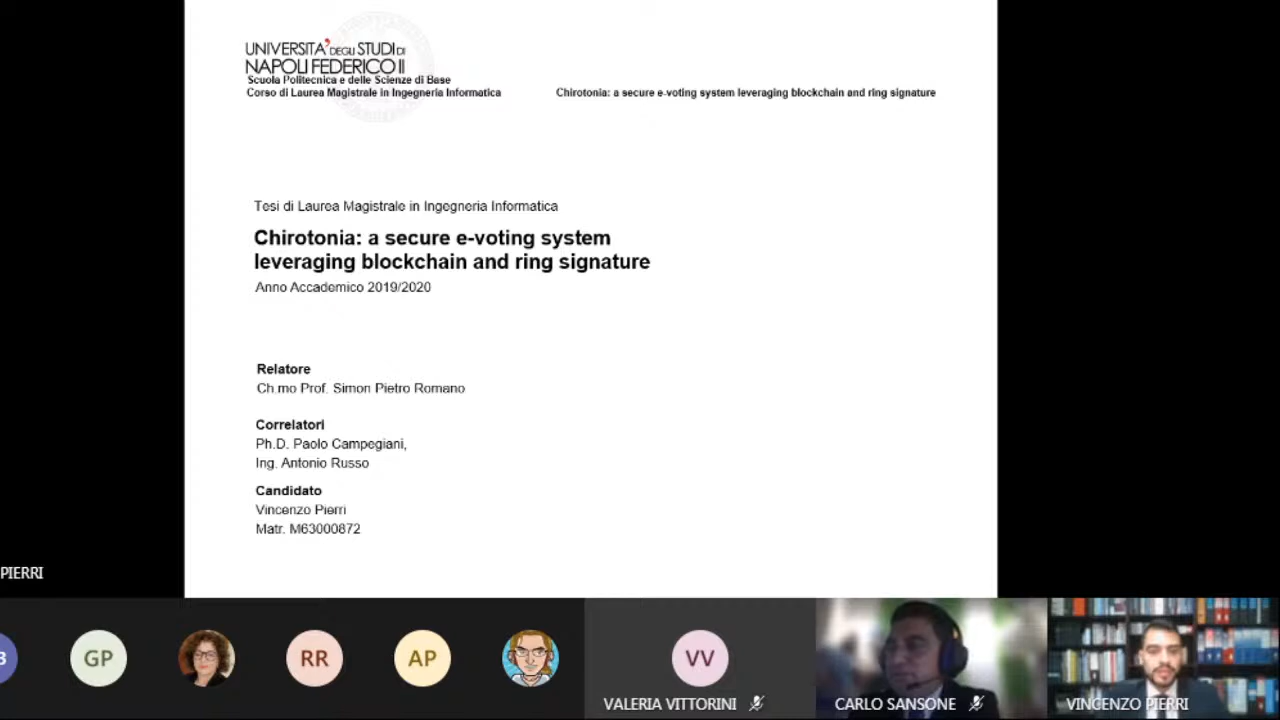 UNIVERSITA' DEGLI STUDI DI
NAPOLI FEDERICO II
Scuola Politecnica e delle Scienze di Base
Corso di Laurea Magistrale in Ingegneria Informatica
Chirotonia: a secure e-voting system leveraging blockchain and ring signature
Tesi di Laurea Magistrale in Ingegneria Informatica
Chirotonia: a secure e-voting system
leveraging blockchain and ring signature
Anno Accademico 2019/2020
Relatore
Ch.mo Prof. Simon Pietro Romano
Correlatori
Ph.D. Paolo Campegiani,
Ing. Antonio Russo
Candidato
Vincenzo Pierri
Matr. M63000872
PIERRI
B
GP
RR
AP
VV
VALERIA VITTORINI
CARLO SANSONE
VINCENZO PIERRI